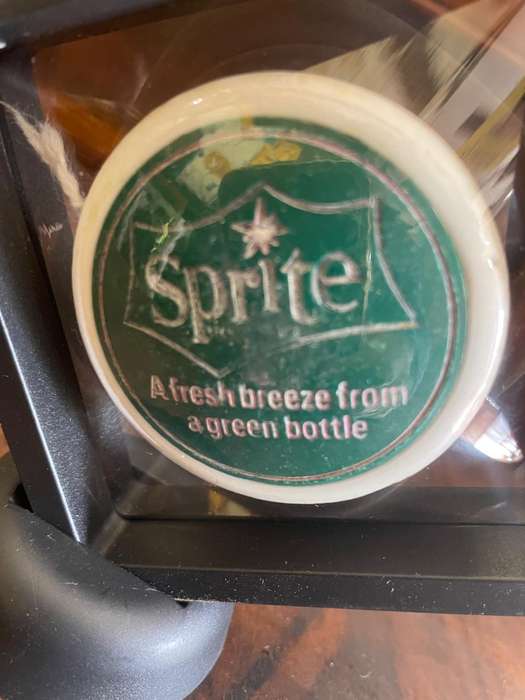 Sprite
A fresh breeze from
a green bottle